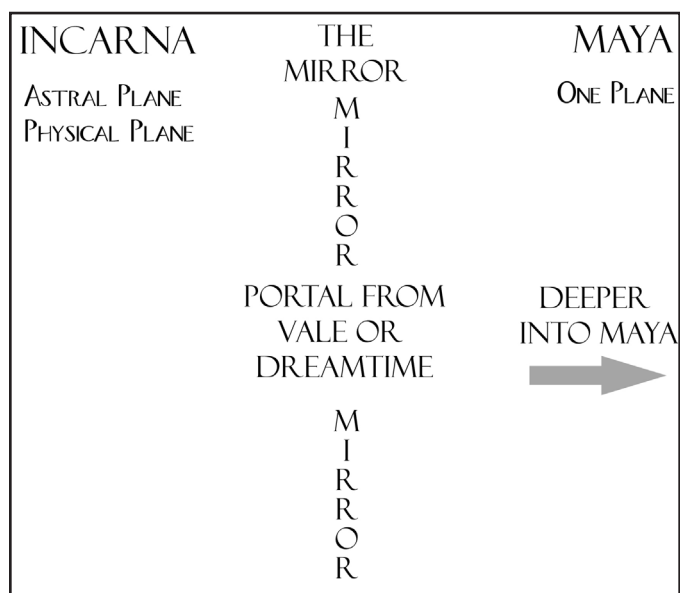 INCARNA
ASTRAL PLANE
PHYSICAL PLANE
THE
MIRROR
M
I
R
R
O
R
PORTAL FROM
VALE OR
DREAMTIME
M
I
R
R
O
R
MAYA
ONE PLANE
DEEPER
INTO MAYA